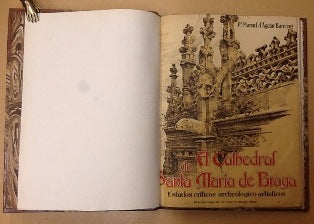 P.e Manuel d'Aguiar Barreiros
A Cathedral
de
Santa Maria de Braga
Estudos criticos archeologico-artisticos